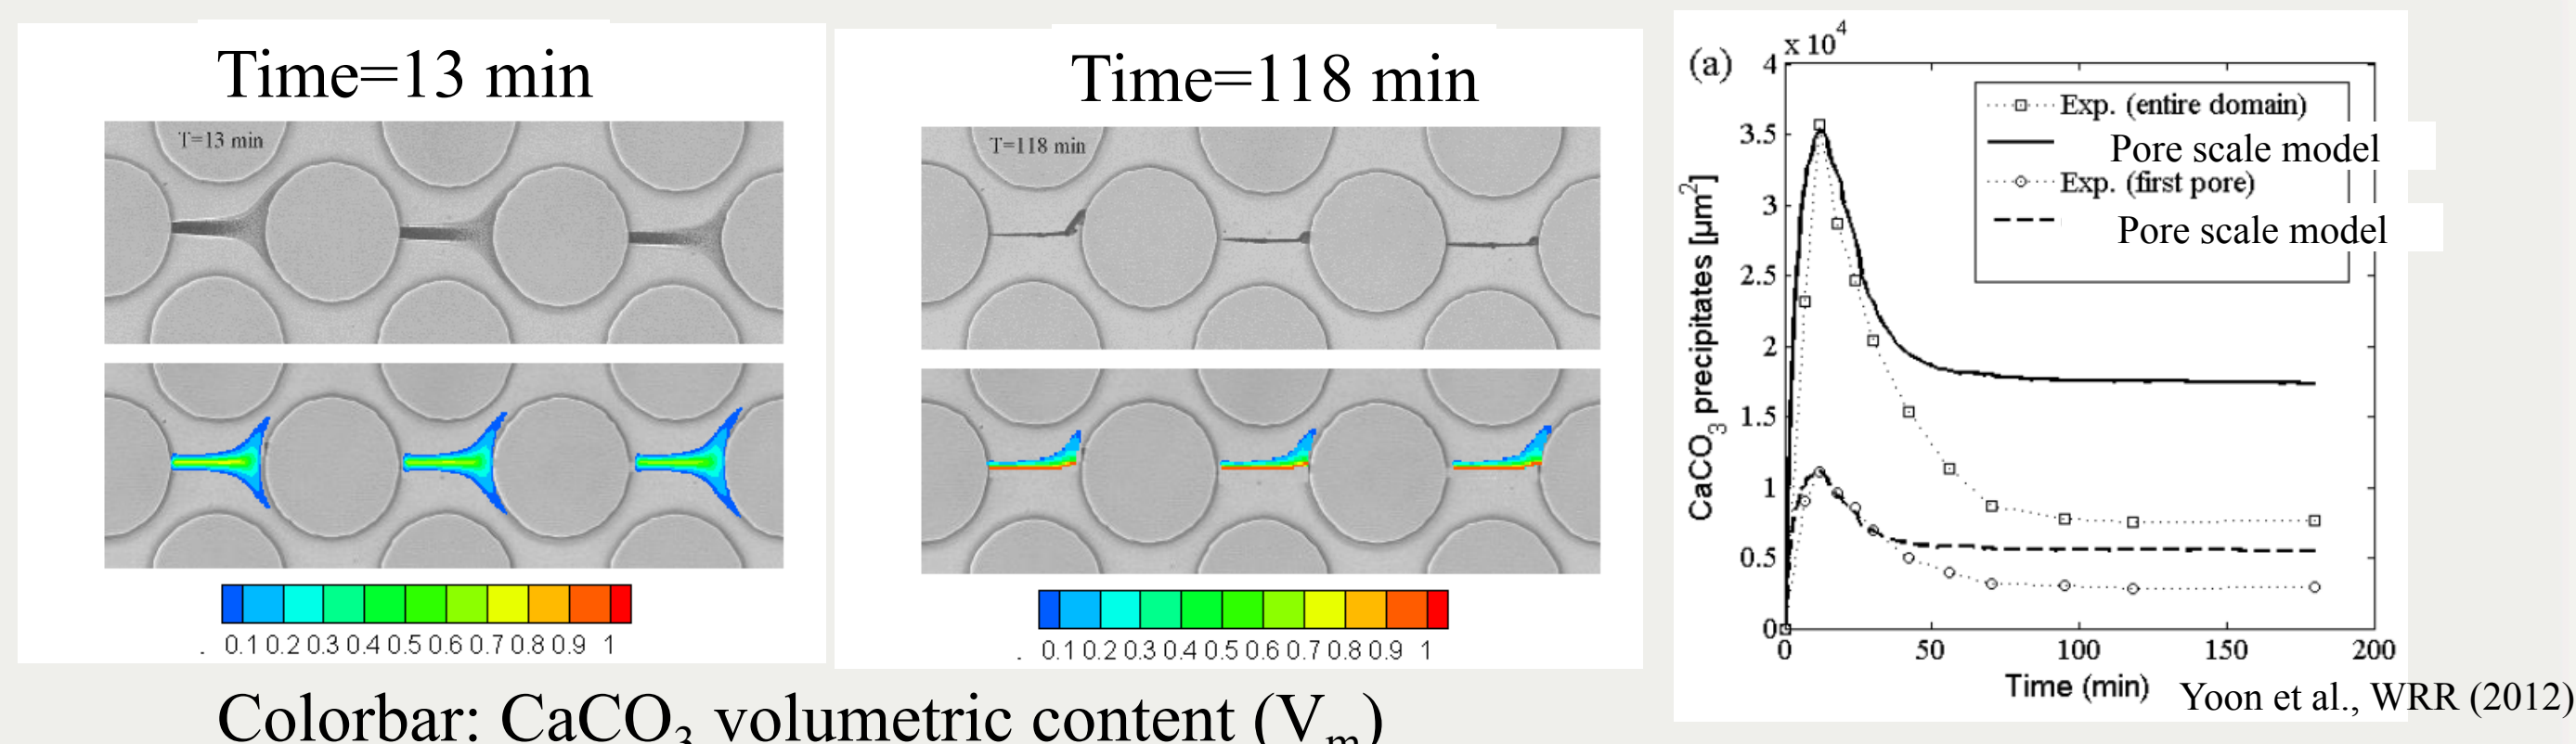 Time=13 min
T=13 min
. 0.1 0.2 0.3 0.4 0.5 0.6 0.7 0.8 0.9 1
Time=118 min
T=118 min
. 0.1 0.2 0.3 0.4 0.5 0.6 0.7 0.8 0.9 1
Colorbar: CaCO3 volumetric content (Vm)
(a)
x 10^4
CaCO3 precipitates [µm2]
4
3.5
3
2.5
2
1.5
1
0.5
0
Exp. (entire domain)
Pore scale model
Exp. (first pore)
Pore scale model
0 50 100 150 200
Time (min)
Yoon et al., WRR (2012)